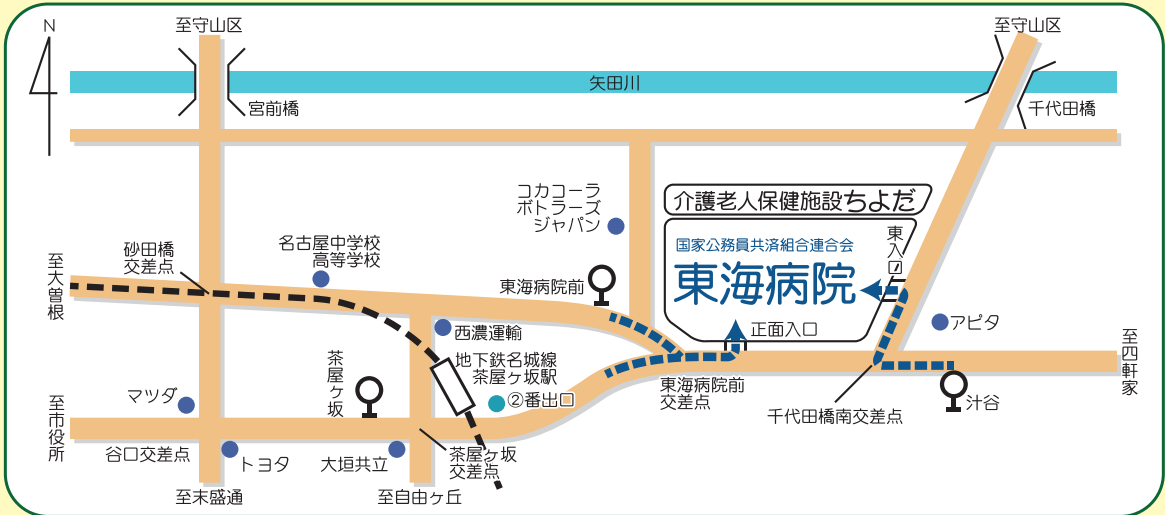 N
至守山区
至守山区
矢田川
宮前橋
千代田橋
コカコーラ
ボトラーズ
ジャパン
介護老人保健施設ちよだ
国家公務員共済組合連合会
東海病院
東入口
正面入口
砂田橋
交差点
名古屋中学校
高等学校
東海病院前
至大曽根
西濃運輸
アピタ
至四軒家
地下鉄名城線
茶屋ヶ坂駅
②番出口
茶屋ヶ坂
東海病院前
交差点
千代田橋南交差点
汁谷
マツダ
至市役所
谷口交差点
トヨタ
大垣共立
茶屋ヶ坂
交差点
至末盛通
至自由ヶ丘